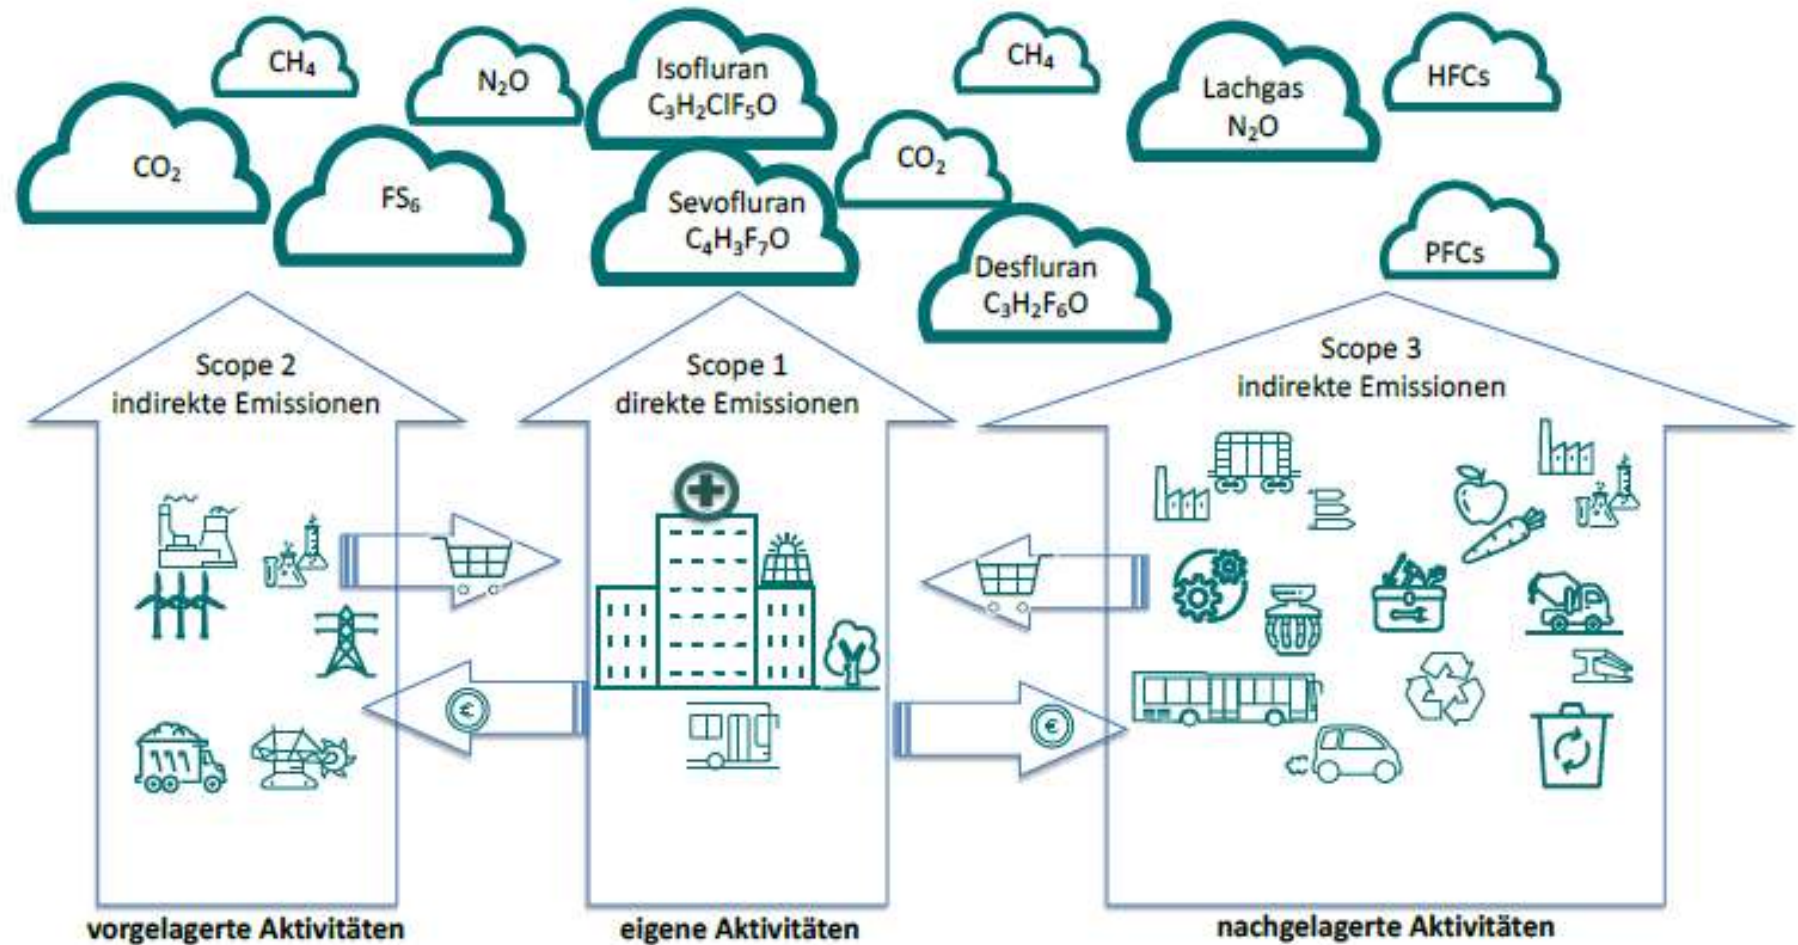 CH₄
N₂O
Isofluran
C₃H₂ClF₅O
CH₄
Lachgas
N₂O
HFCs
CO₂
FS₆
Sevofluran
C₄H₃F₇O
CO₂
Desfluran
C₃H₂F₆O
PFCs
Scope 2
indirekte Emissionen
Scope 1
direkte Emissionen
Scope 3
indirekte Emissionen
€
€
vorgelagerte Aktivitäten
eigene Aktivitäten
nachgelagerte Aktivitäten